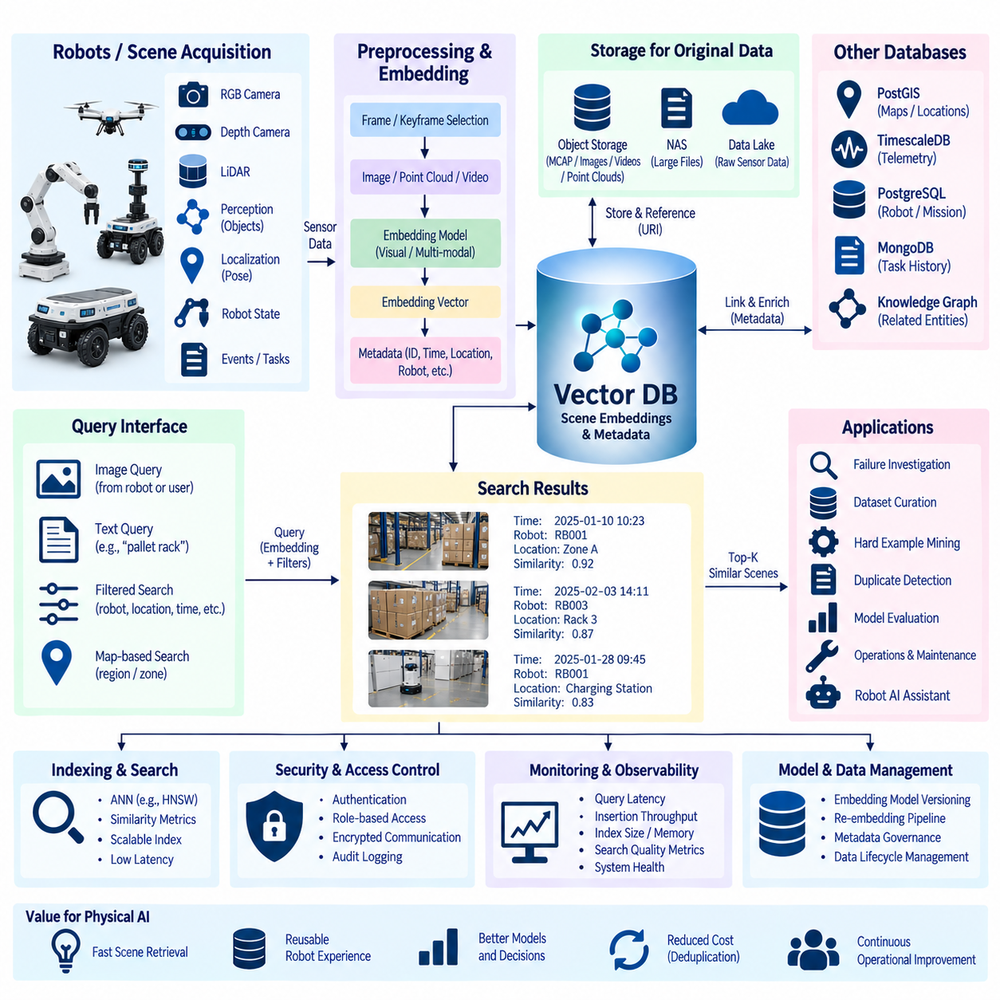 Robots / Scene Acquisition
RGB Camera
Depth Camera
LiDAR
Perception
(Objects)
Localization
(Pose)
Robot State
Events / Tasks
Sensor
Data
Preprocessing &
Embedding
Frame / Keyframe Selection
Image / Point Cloud / Video
Embedding Model
(Visual / Multi-modal)
Embedding Vector
Metadata (ID, Time, Location,
Robot, etc.)
Storage for Original Data
Object Storage
(MCAP / Images / Videos
/ Point Clouds)
NAS
(Large Files)
Data Lake
(Raw Sensor Data)
Store & Reference
(URI)
Other Databases
PostGIS
(Maps / Locations)
TimescaleDB
(Telemetry)
PostgreSQL
(Robot / Mission)
MongoDB
(Task History)
Knowledge Graph
(Related Entities)
Link & Enrich
(Metadata)
Vector DB
Scene Embeddings
& Metadata
Query Interface
Image Query
(from robot or user)
Text Query
(e.g., “pallet rack”)
Filtered Search
(robot, location, time, etc.)
Map-based Search
(region / zone)
Query
(Embedding
+ Filters)
Search Results
Time: 2025-01-10 10:23
Robot: RB001
Location: Zone A
Similarity: 0.92
Time: 2025-02-03 14:11
Robot: RB003
Location: Rack 3
Similarity: 0.87
Time: 2025-01-28 09:45
Robot: RB001
Location: Charging Station
Similarity: 0.83
Top-K
Similar Scenes
Applications
Failure Investigation
Dataset Curation
Hard Example Mining
Duplicate Detection
Model Evaluation
Operations & Maintenance
Robot AI Assistant
Indexing & Search
• ANN (e.g., HNSW)
• Similarity Metrics
• Scalable Index
• Low Latency
Security & Access Control
• Authentication
• Role-based Access
• Encrypted Communication
• Audit Logging
Monitoring & Observability
• Query Latency
• Insertion Throughput
• Index Size / Memory
• Search Quality Metrics
• System Health
Model & Data Management
• Embedding Model Versioning
• Re-embedding Pipeline
• Metadata Governance
• Data Lifecycle Management
Value for Physical AI
Fast Scene Retrieval
Reusable
Robot Experience
Better Models
and Decisions
Reduced Cost
(Deduplication)
Continuous
Operational Improvement